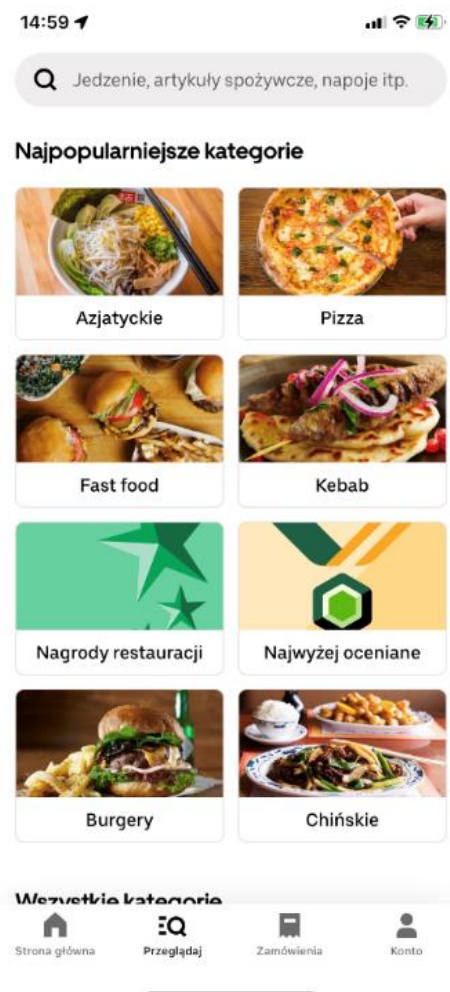 14:59
Jedzenie, artykuły spożywcze, napoje itp.
Najpopularniejsze kategorie
Azjatyckie
Pizza
Fast food
Kebab
Nagrody restauracji
Najwyżej oceniane
Burgery
Chińskie
Wszystkie kategorie
Strona główna
Przeglądaj
Zamówienia
Konto